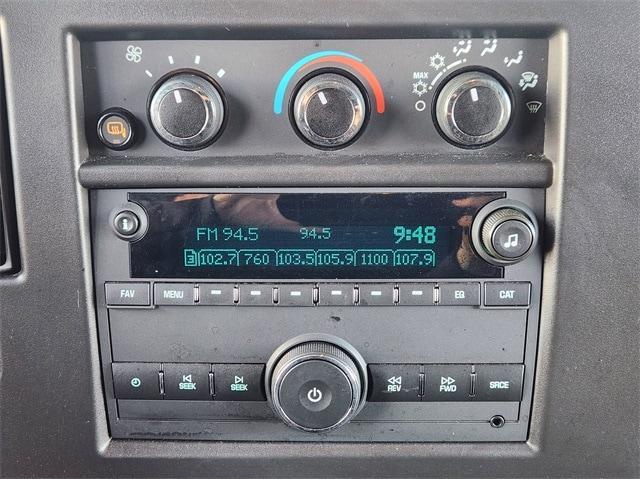 MAX
i
FM 94.5 94.5 9:48
3 102.7 760 103.5 105.9 1100 107.9
FAV MENU EQ CAT
SEEK SEEK REV FWD SRCE